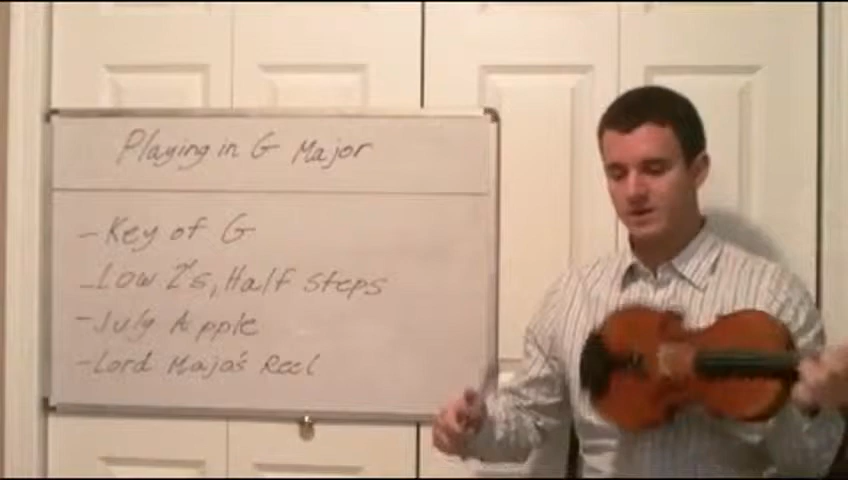 Playing in G Major
- Key of G
- Low 2's, Half Steps
- July Apple
- Lord Majo's Reel